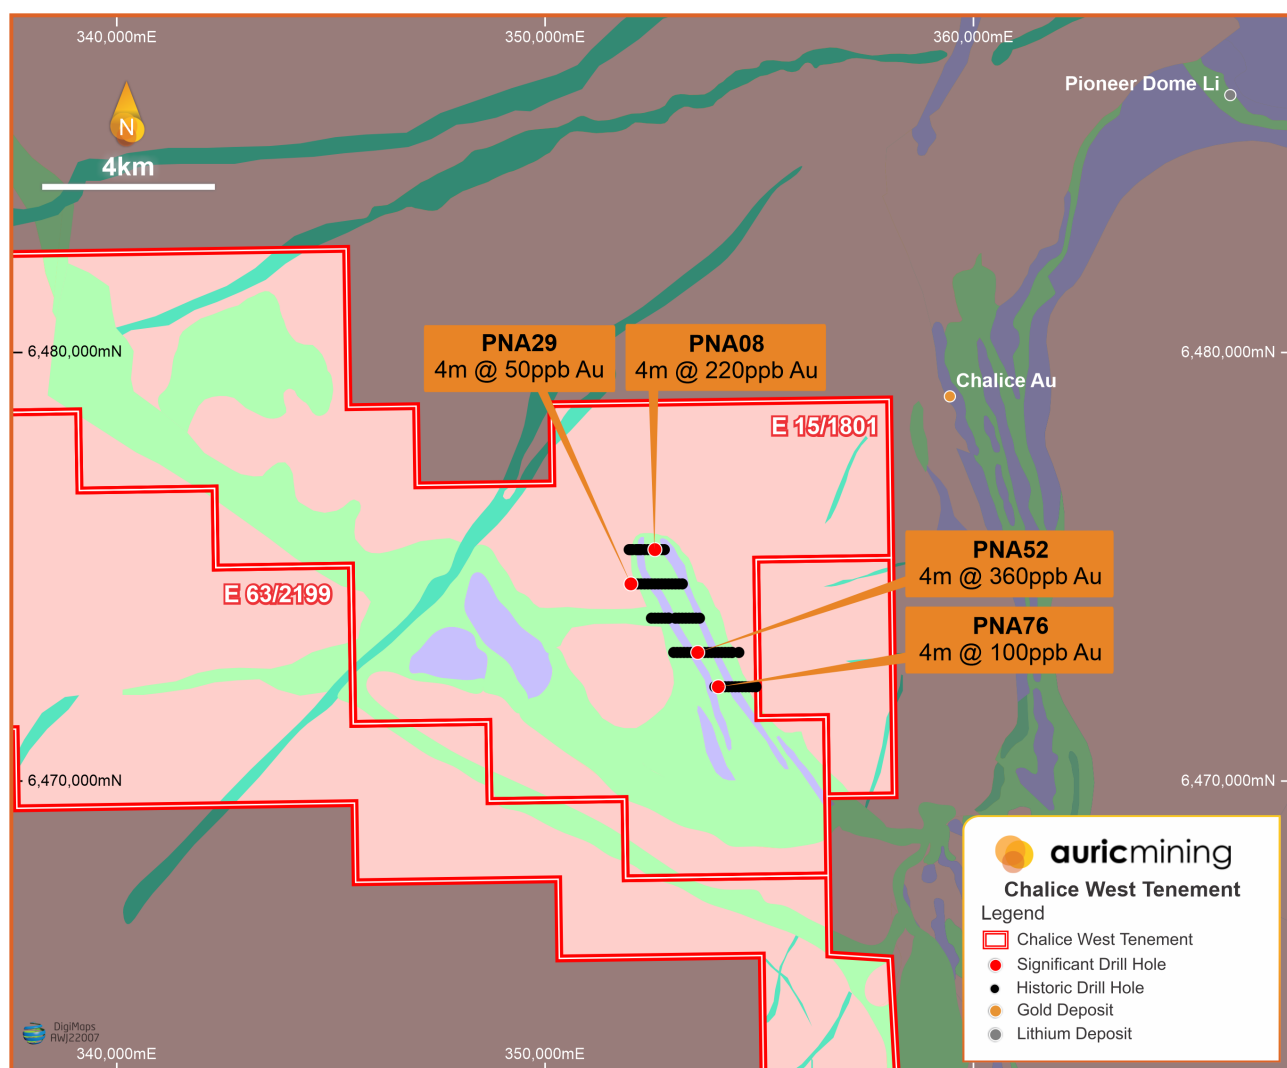 340,000mE
350,000mE
360,000mE
Pioneer Dome Li
N
4km
6,480,000mN
6,480,000mN
PNA29
4m @ 50ppb Au
PNA08
4m @ 220ppb Au
Chalice Au
E 15/1801
PNA52
4m @ 360ppb Au
E 63/2199
PNA76
4m @ 100ppb Au
6,470,000mN
6,470,000mN
auricmining
Chalice West Tenement
Legend
Chalice West Tenement
Significant Drill Hole
Historic Drill Hole
Gold Deposit
Lithium Deposit
DigiMaps
AWJ22007
340,000mE
350,000mE